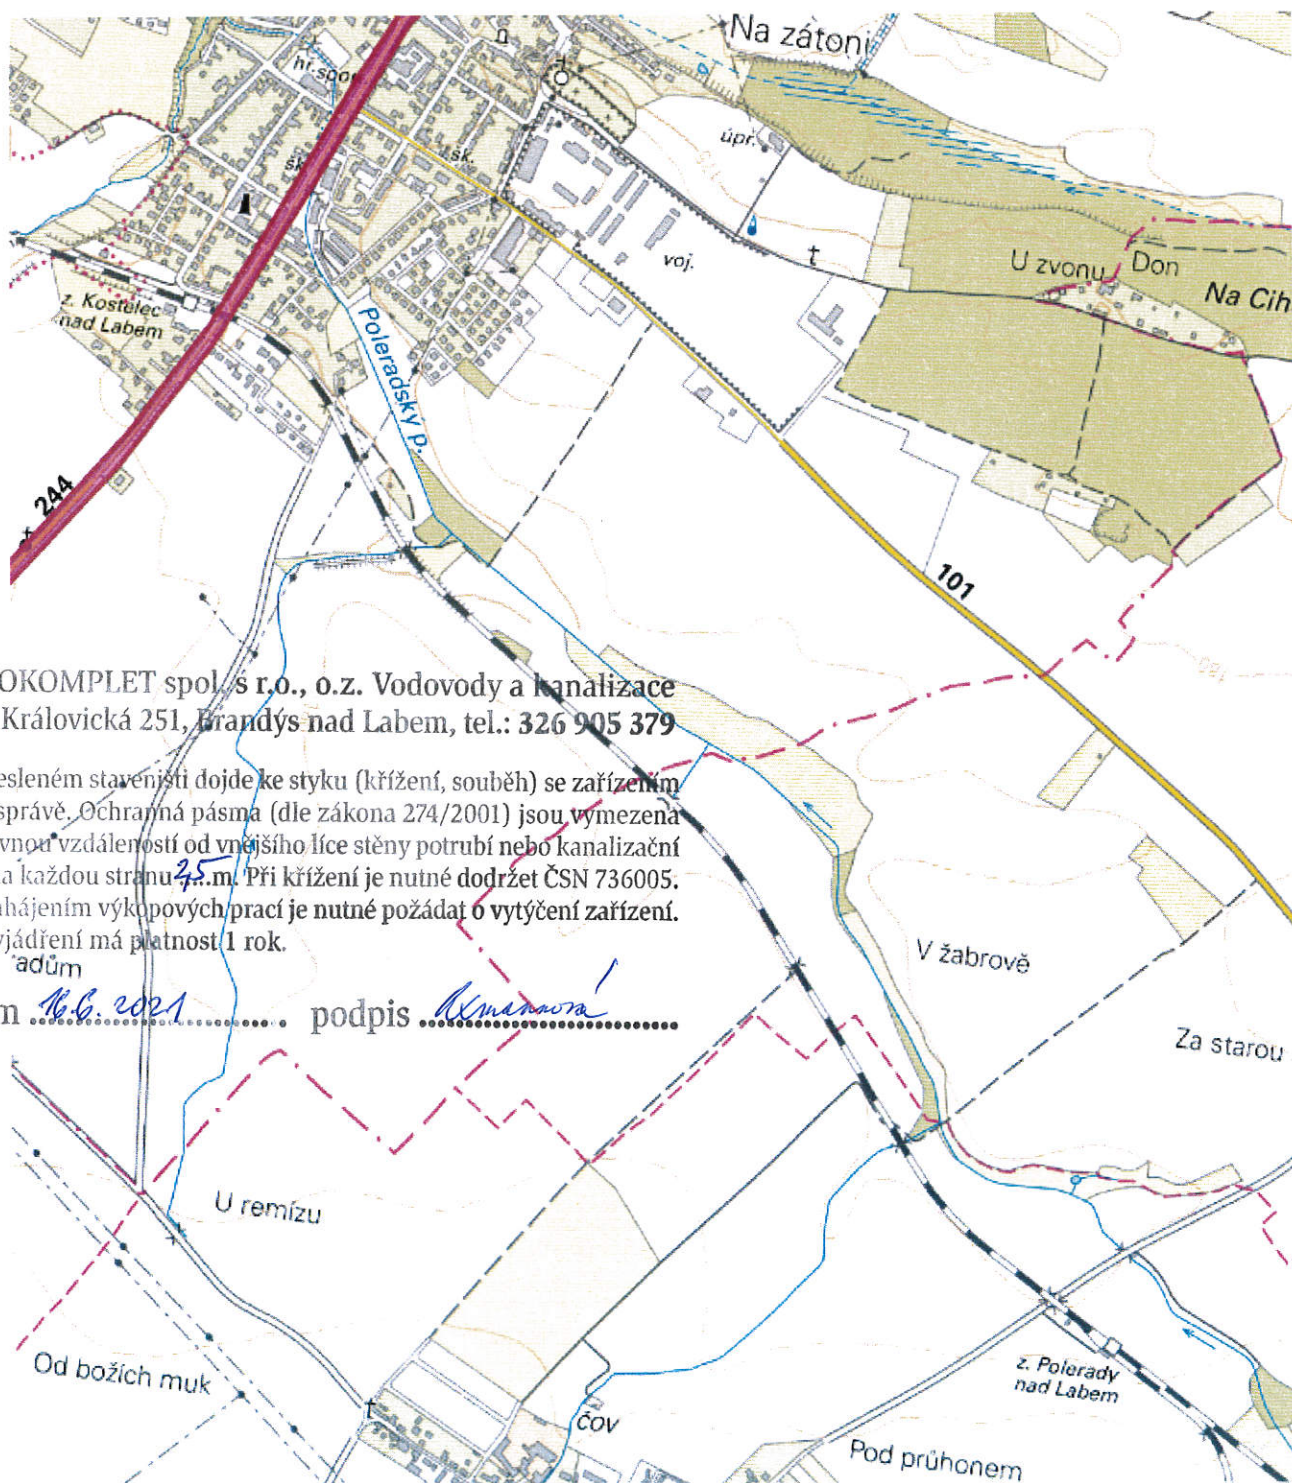 Na zátoni
hř.
šk.
šk.
úpř.
voj.
U zvonu
Don
Na Cih
z. Kostelec
nad Labem
Poleradský p.
244
101
180
OKOMPLET spol. s r.o., o.z. Vodovody a kanalizace
Královická 251, Brandýs nad Labem, tel.: 326 905 379
esleném staveništi dojde ke styku (křížení, souběh) se zařízením
správě. Ochranná pásma (dle zákona 274/2001) jsou vymezena
vnou vzdáleností od vnějšího líce stěny potrubí nebo kanalizační
a každou stranu 2,5 m. Při křížení je nutné dodržet ČSN 736005.
ahájením výkopových prací je nutné požádat o vytýčení zařízení.
yjádření má platnost 1 rok.
adům
m 16.6.2021 podpis Axmannová
V žabrově
Za starou
U remízu
Od božích muk
z. Polerady
nad Labem
ČOV
Pod průhonem